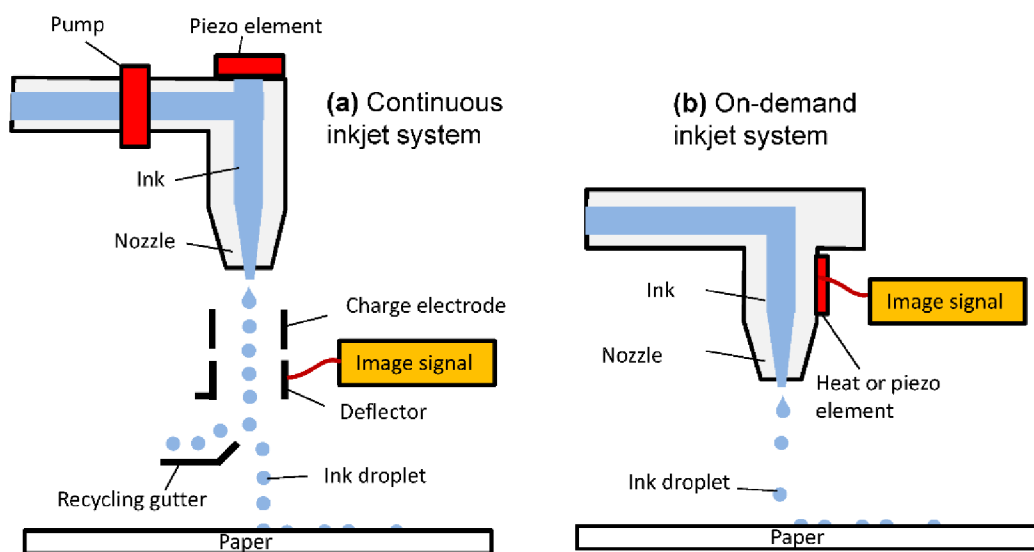 Pump
Piezo element
(a) Continuous
inkjet system
Ink
Nozzle
Charge electrode
Image signal
Deflector
Ink droplet
Recycling gutter
Paper
(b) On-demand
inkjet system
Ink
Image signal
Nozzle
Heat or piezo
element
Ink droplet
Paper